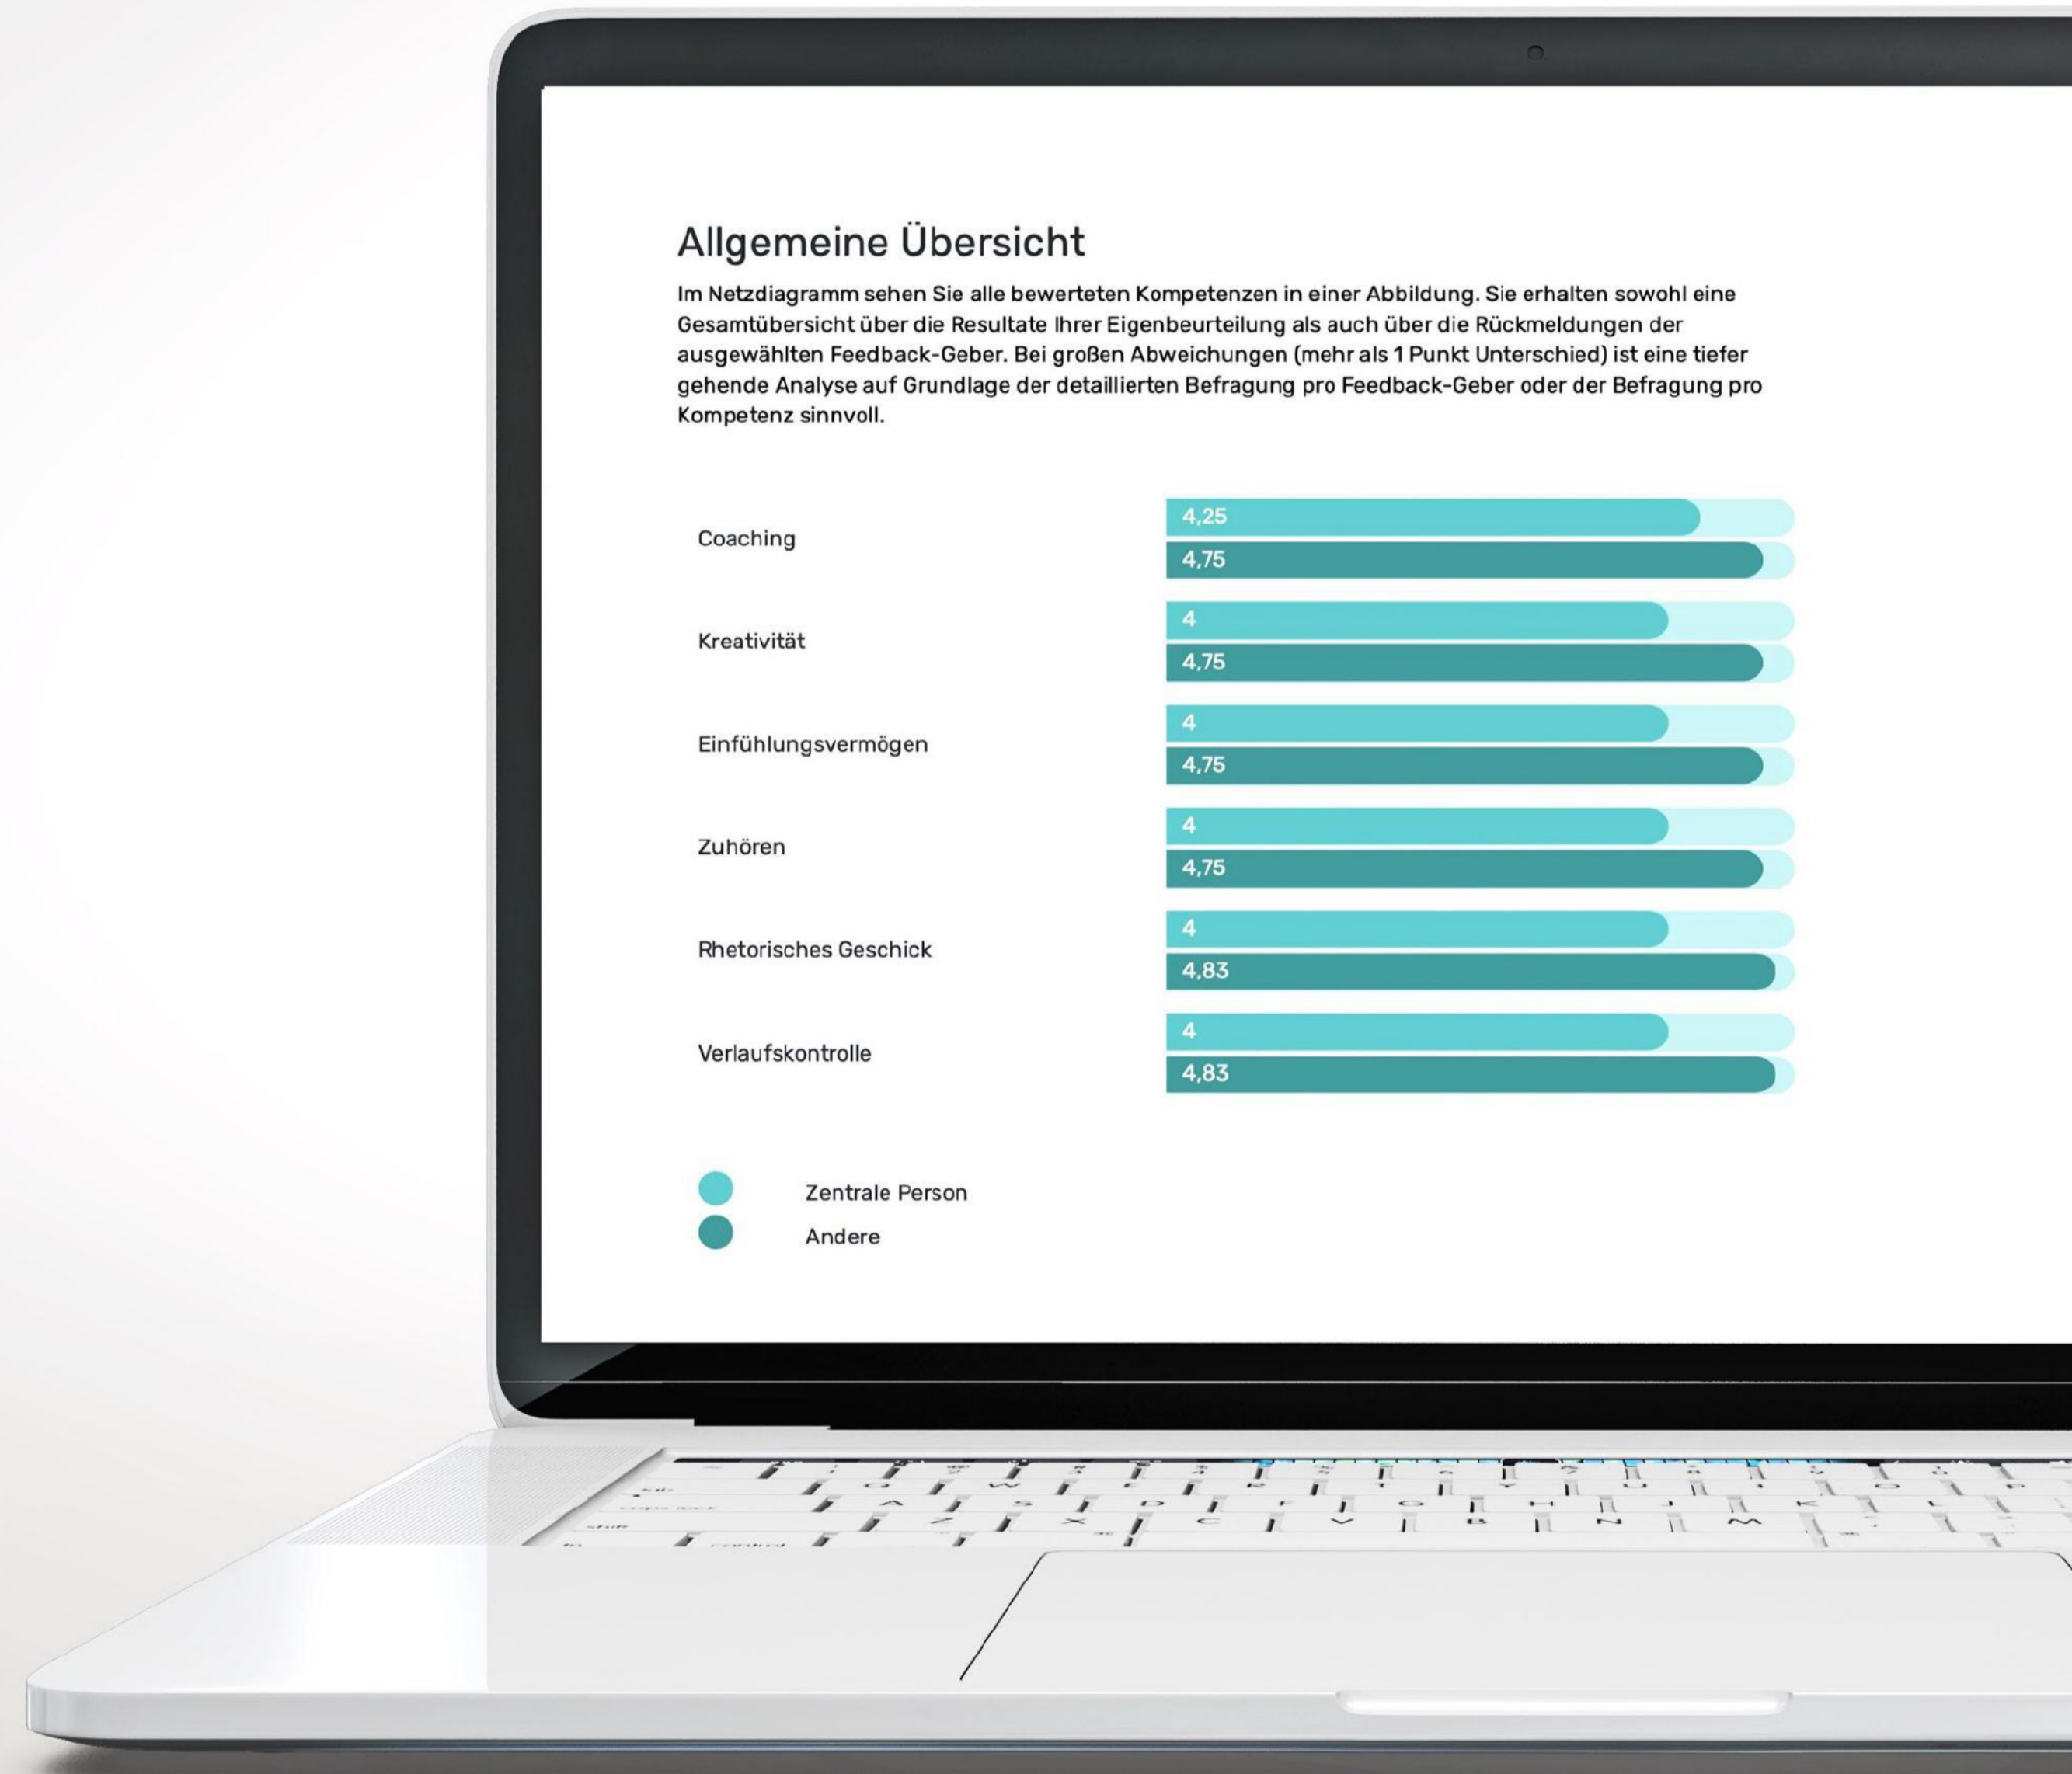 Allgemeine Übersicht
Im Netzdiagramm sehen Sie alle bewerteten Kompetenzen in einer Abbildung. Sie erhalten sowohl eine
Gesamtübersicht über die Resultate Ihrer Eigenbeurteilung als auch über die Rückmeldungen der
ausgewählten Feedback-Geber. Bei großen Abweichungen (mehr als 1 Punkt Unterschied) ist eine tiefer
gehende Analyse auf Grundlage der detaillierten Befragung pro Feedback-Geber oder der Befragung pro
Kompetenz sinnvoll.
Coaching
4,25
4,75
Kreativität
4
4,75
Einfühlungsvermögen
4
4,75
Zuhören
4
4,75
Rhetorisches Geschick
4
4,83
Verlaufskontrolle
4
4,83
Zentrale Person
Andere